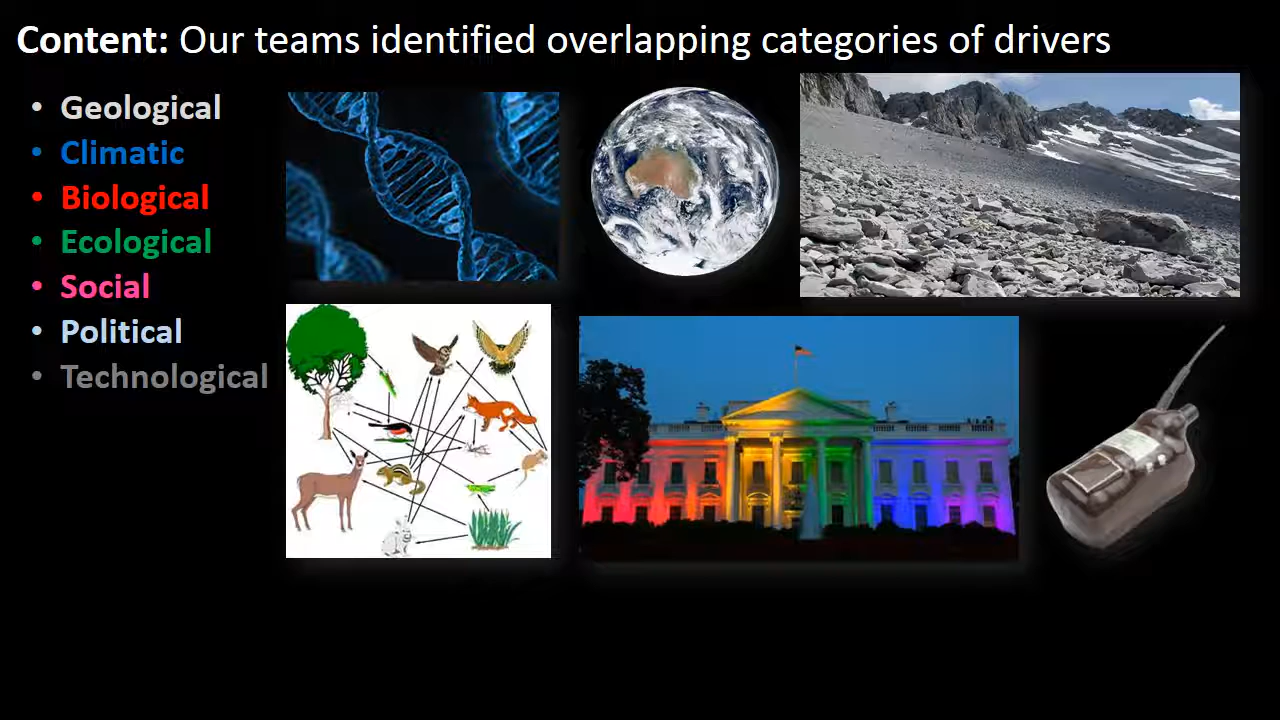 Content: Our teams identified overlapping categories of drivers
• Geological
• Climatic
• Biological
• Ecological
• Social
• Political
• Technological